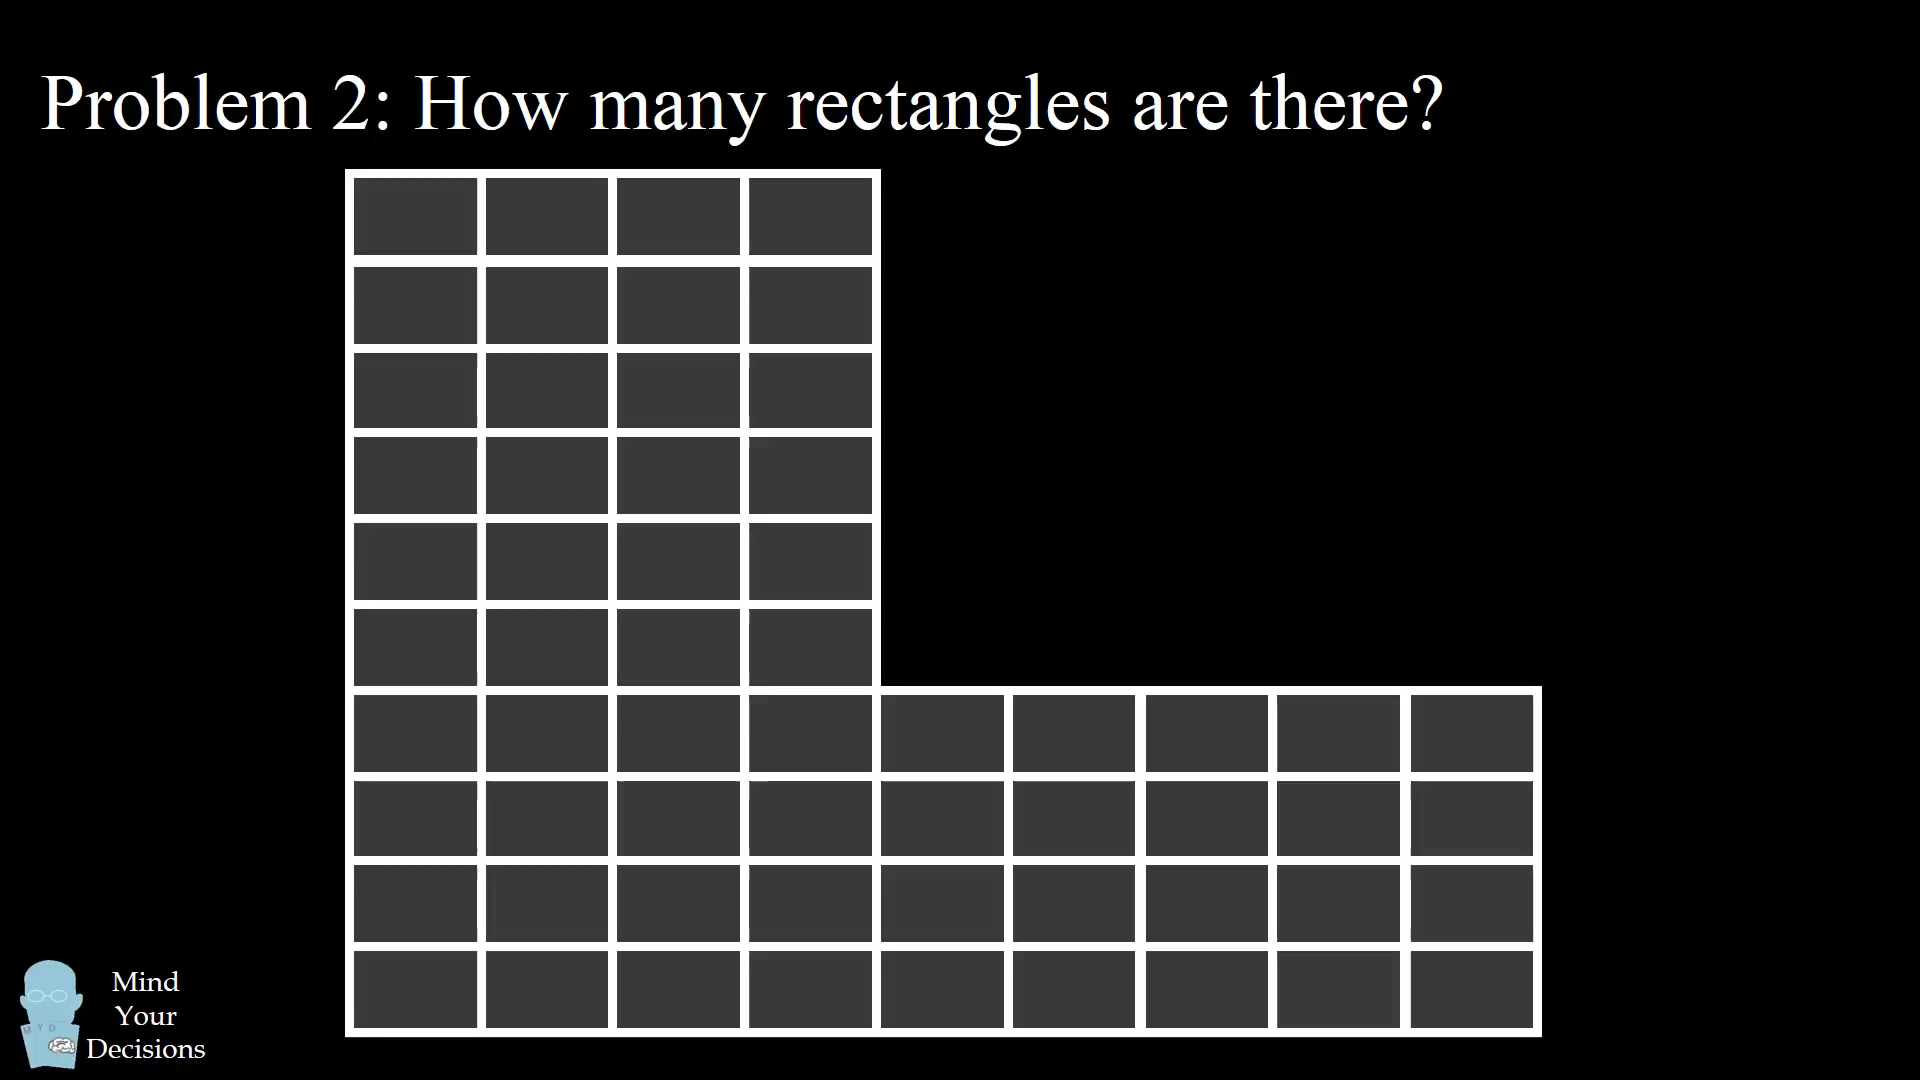 Problem 2: How many rectangles are there?
M Y D
Mind
Your
Decisions